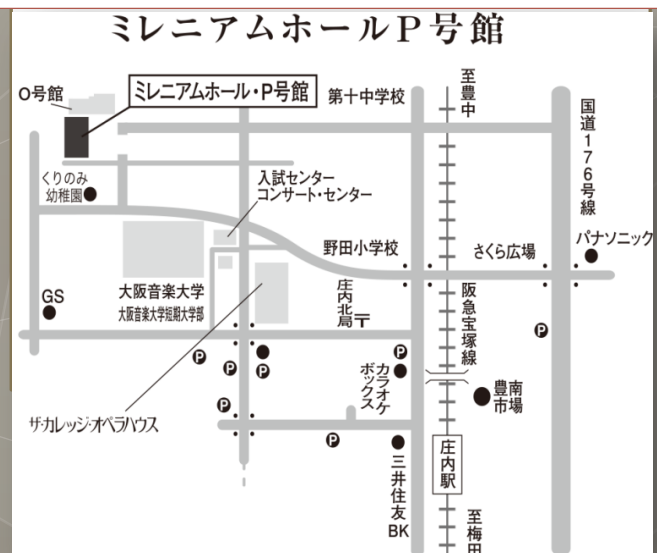 ミレニアムホールP号館
O号館
ミレニアムホール・P号館
第十中学校
至豊中
国道176号線
くりのみ
幼稚園
入試センター
コンサート・センター
野田小学校
さくら広場
パナソニック
GS
大阪音楽大学
大阪音楽大学短期大学部
庄内北局〒
阪急宝塚線
P
P
P
P
P
P
P
カラオケ
ボックス
豊南
市場
ザ・カレッジ・オペラハウス
庄内駅
三井住友BK
至梅田